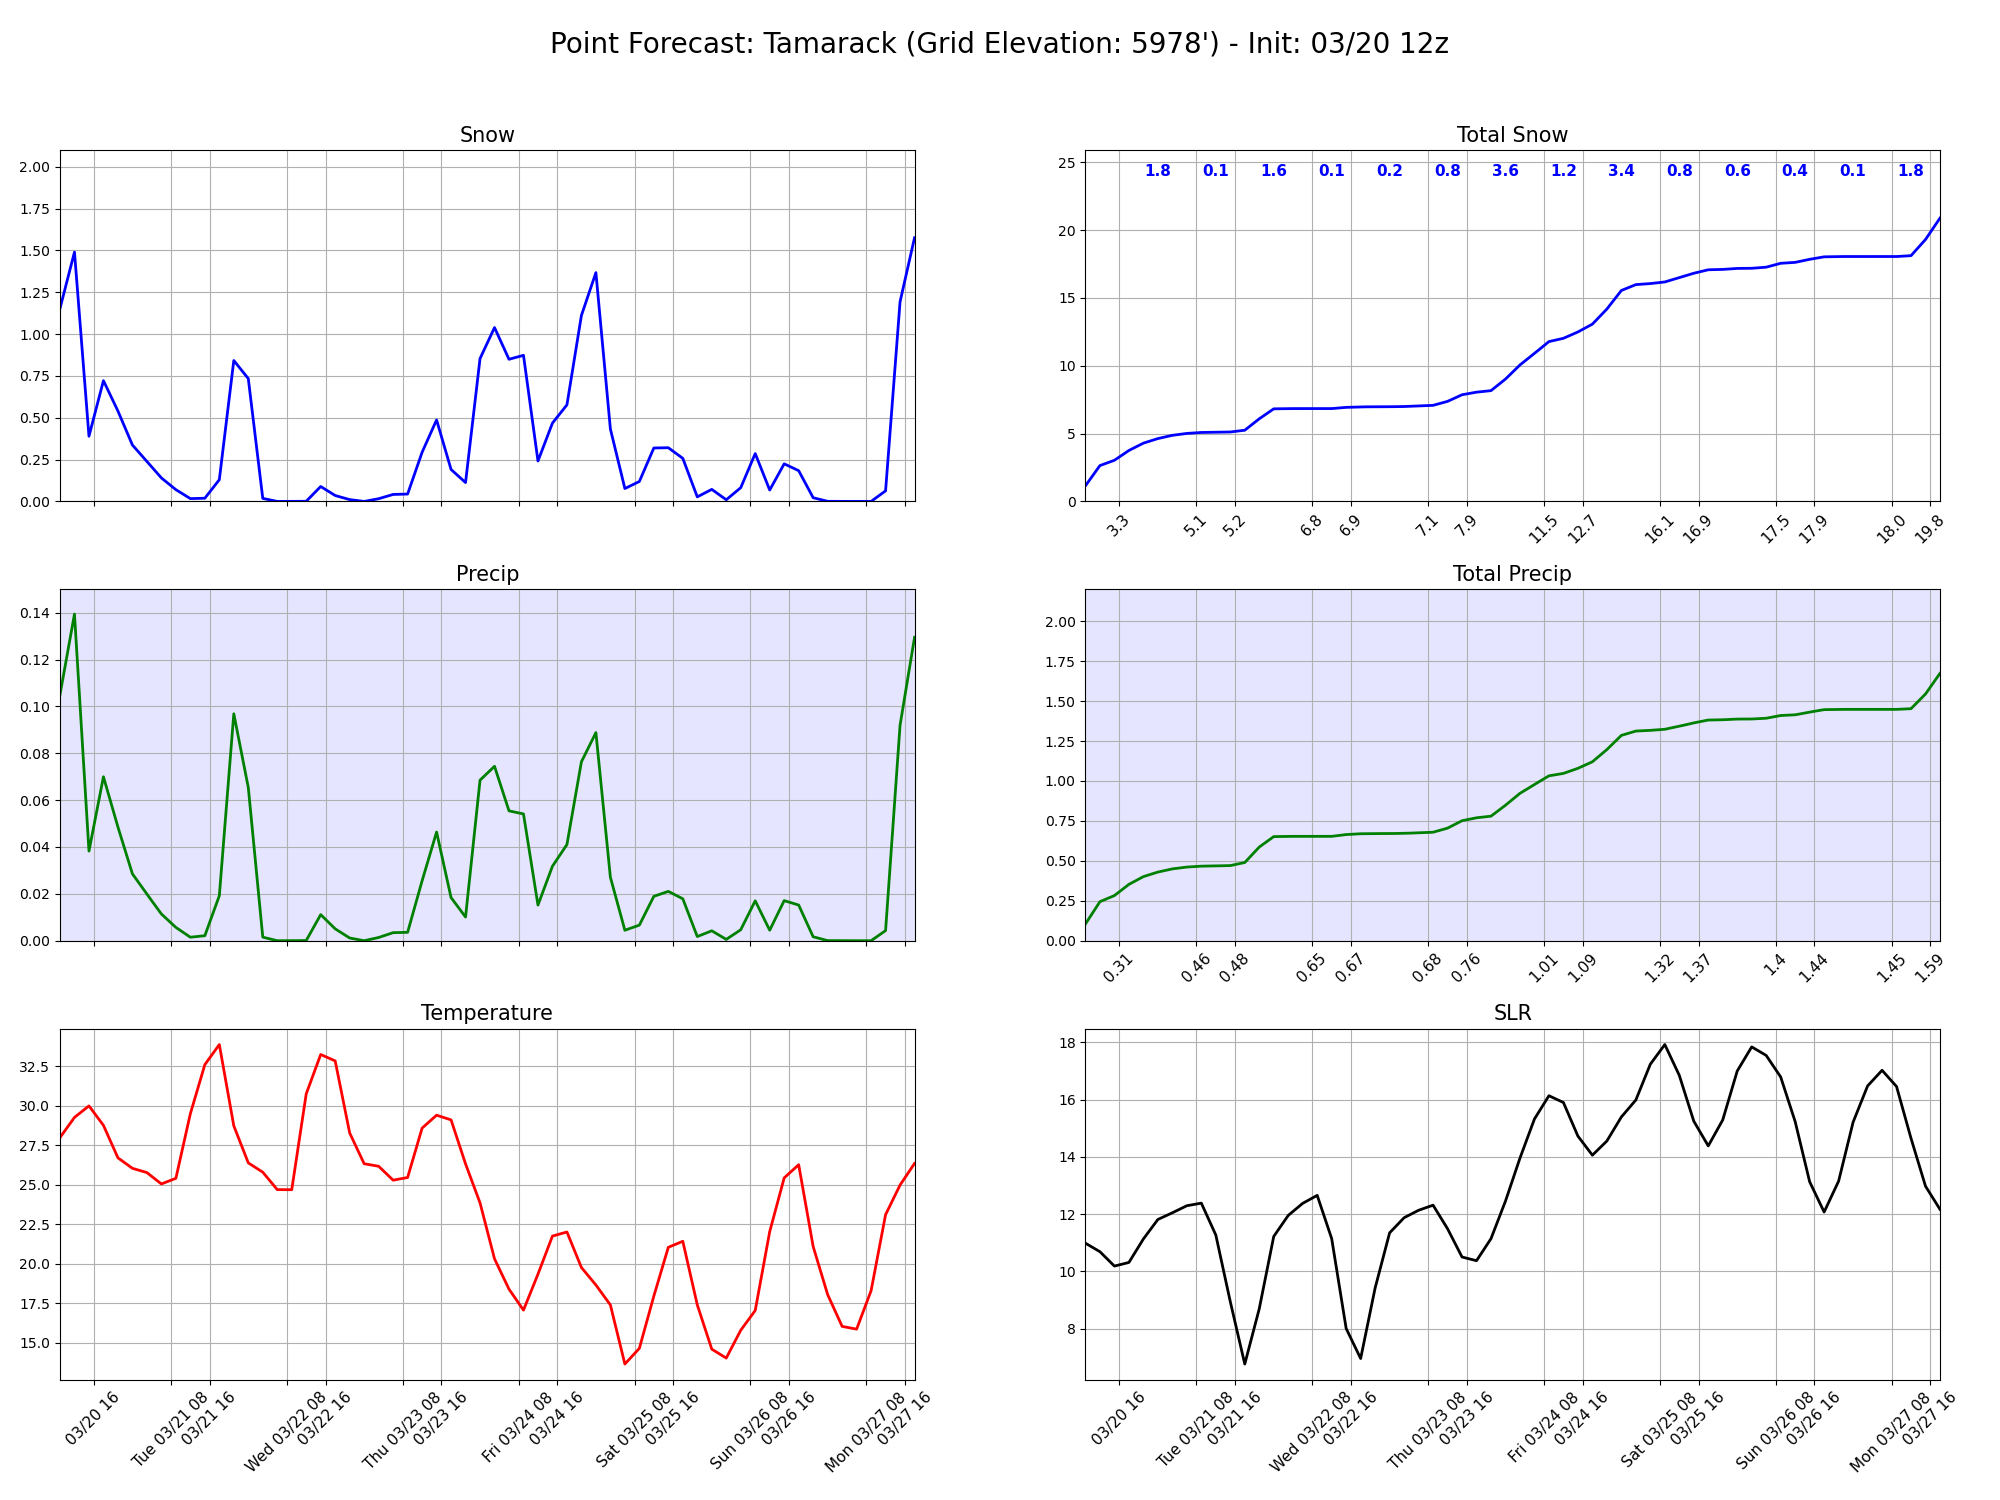 Point Forecast: Tamarack (Grid Elevation: 5978') - Init: 03/20 12z
Snow
2.00
1.75
1.50
1.25
1.00
0.75
0.50
0.25
0.00
Total Snow
25
20
15
10
5
0
1.8 0.1 1.6 0.1 0.2 0.8 3.6 1.2 3.4 0.8 0.6 0.4 0.1 1.8
3.3 5.1 5.2 6.8 6.9 7.1 7.9 11.5 12.7 16.1 16.9 17.5 17.9 18.0 19.8
Precip
0.14
0.12
0.10
0.08
0.06
0.04
0.02
0.00
Total Precip
2.00
1.75
1.50
1.25
1.00
0.75
0.50
0.25
0.00
0.31 0.46 0.48 0.65 0.67 0.68 0.76 1.01 1.09 1.32 1.37 1.4 1.44 1.45 1.59
Temperature
32.5
30.0
27.5
25.0
22.5
20.0
17.5
15.0
03/20 16
Tue 03/21 08
03/21 16
Wed 03/22 08
03/22 16
Thu 03/23 08
03/23 16
Fri 03/24 08
03/24 16
Sat 03/25 08
03/25 16
Sun 03/26 08
03/26 16
Mon 03/27 08
03/27 16
SLR
18
16
14
12
10
8
03/20 16
Tue 03/21 08
03/21 16
Wed 03/22 08
03/22 16
Thu 03/23 08
03/23 16
Fri 03/24 08
03/24 16
Sat 03/25 08
03/25 16
Sun 03/26 08
03/26 16
Mon 03/27 08
03/27 16